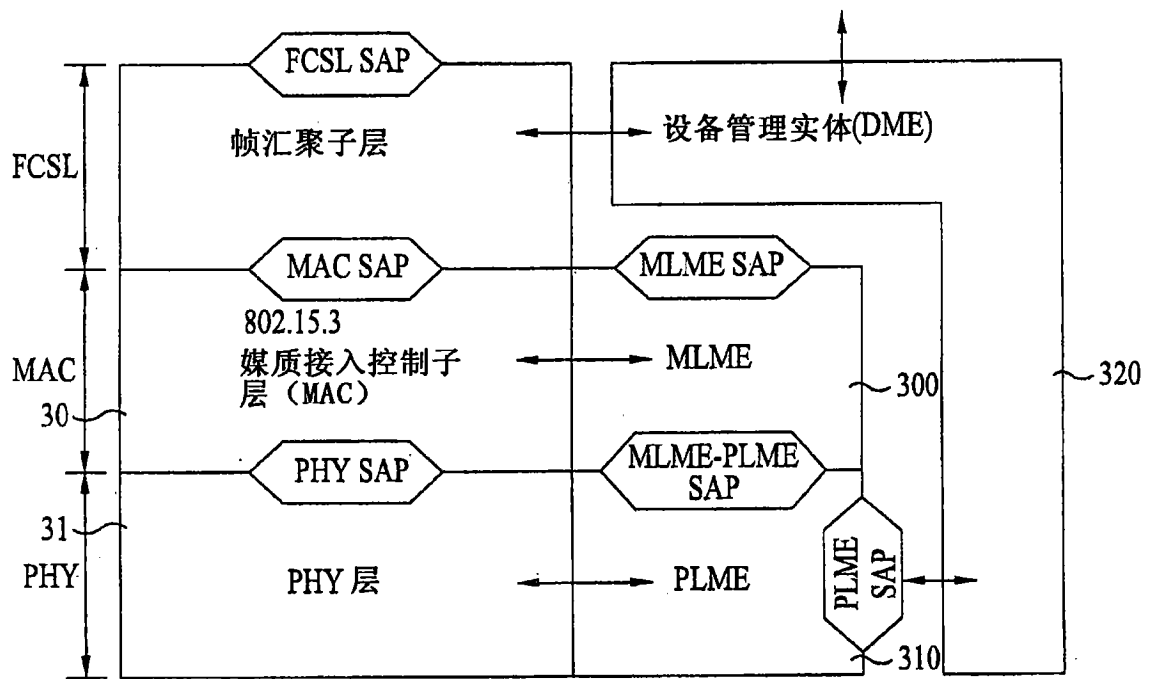 FCSL SAP
帧汇聚子层
设备管理实体(DME)
FCSL
MAC SAP
MLME SAP
802.15.3
媒质接入控制子
层（MAC）
MLME
MAC
30
300
320
PHY SAP
MLME-PLME
SAP
31
PHY
PHY 层
PLME
PLME
SAP
310